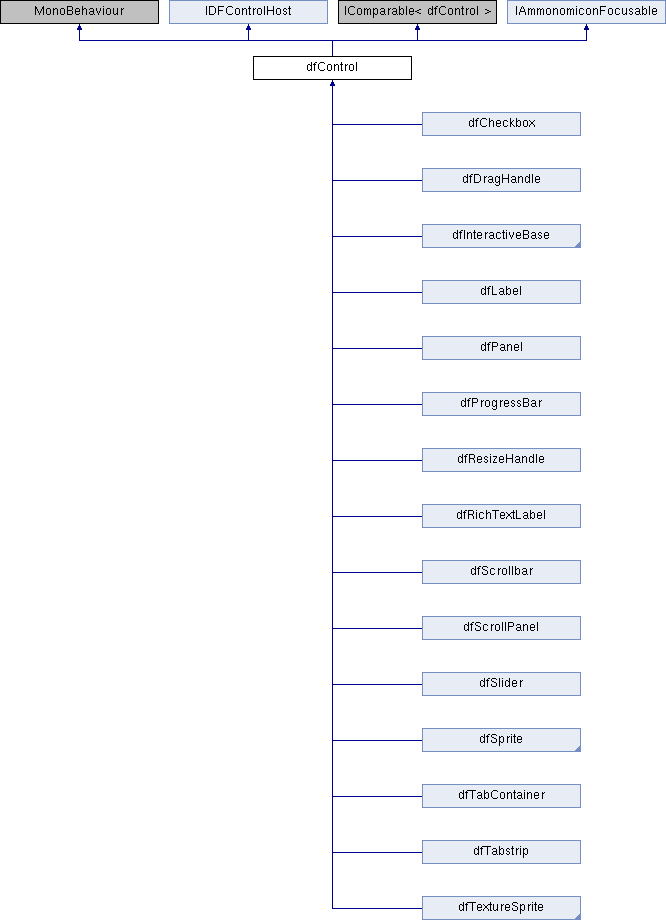 MonoBehaviour
IDFControlHost
IComparable< dfControl >
IAmmonomiconFocusable
dfControl
dfCheckbox
dfDragHandle
dfInteractiveBase
dfLabel
dfPanel
dfProgressBar
dfResizeHandle
dfRichTextLabel
dfScrollbar
dfScrollPanel
dfSlider
dfSprite
dfTabContainer
dfTabstrip
dfTextureSprite